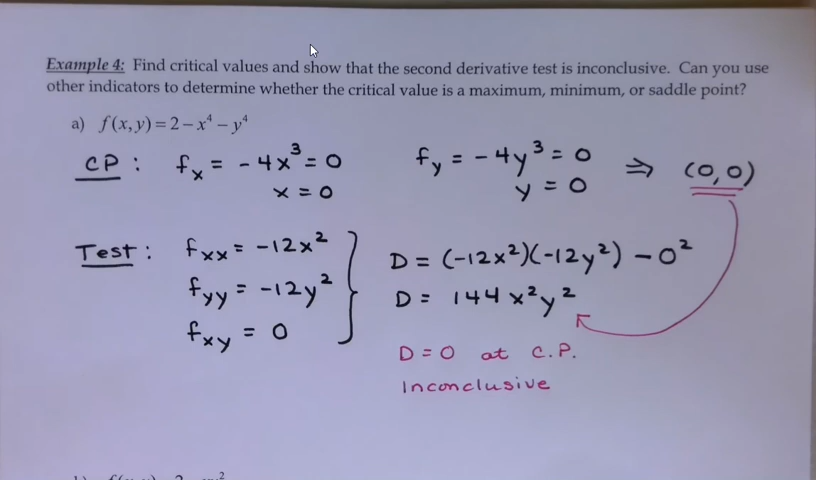 Example 4: Find critical values and show that the second derivative test is inconclusive. Can you use
other indicators to determine whether the critical value is a maximum, minimum, or saddle point?
a) f(x, y) = 2 − x⁴ − y⁴
CP: fₓ = −4x³ = 0 f_y = −4y³ = 0 ⇒ (0, 0)
x = 0 y = 0
Test: fₓₓ = −12x² D = (−12x²)(−12y²) − 0²
f_yy = −12y² D = 144x²y²
f_xy = 0
D = 0 at C.P.
Inconclusive